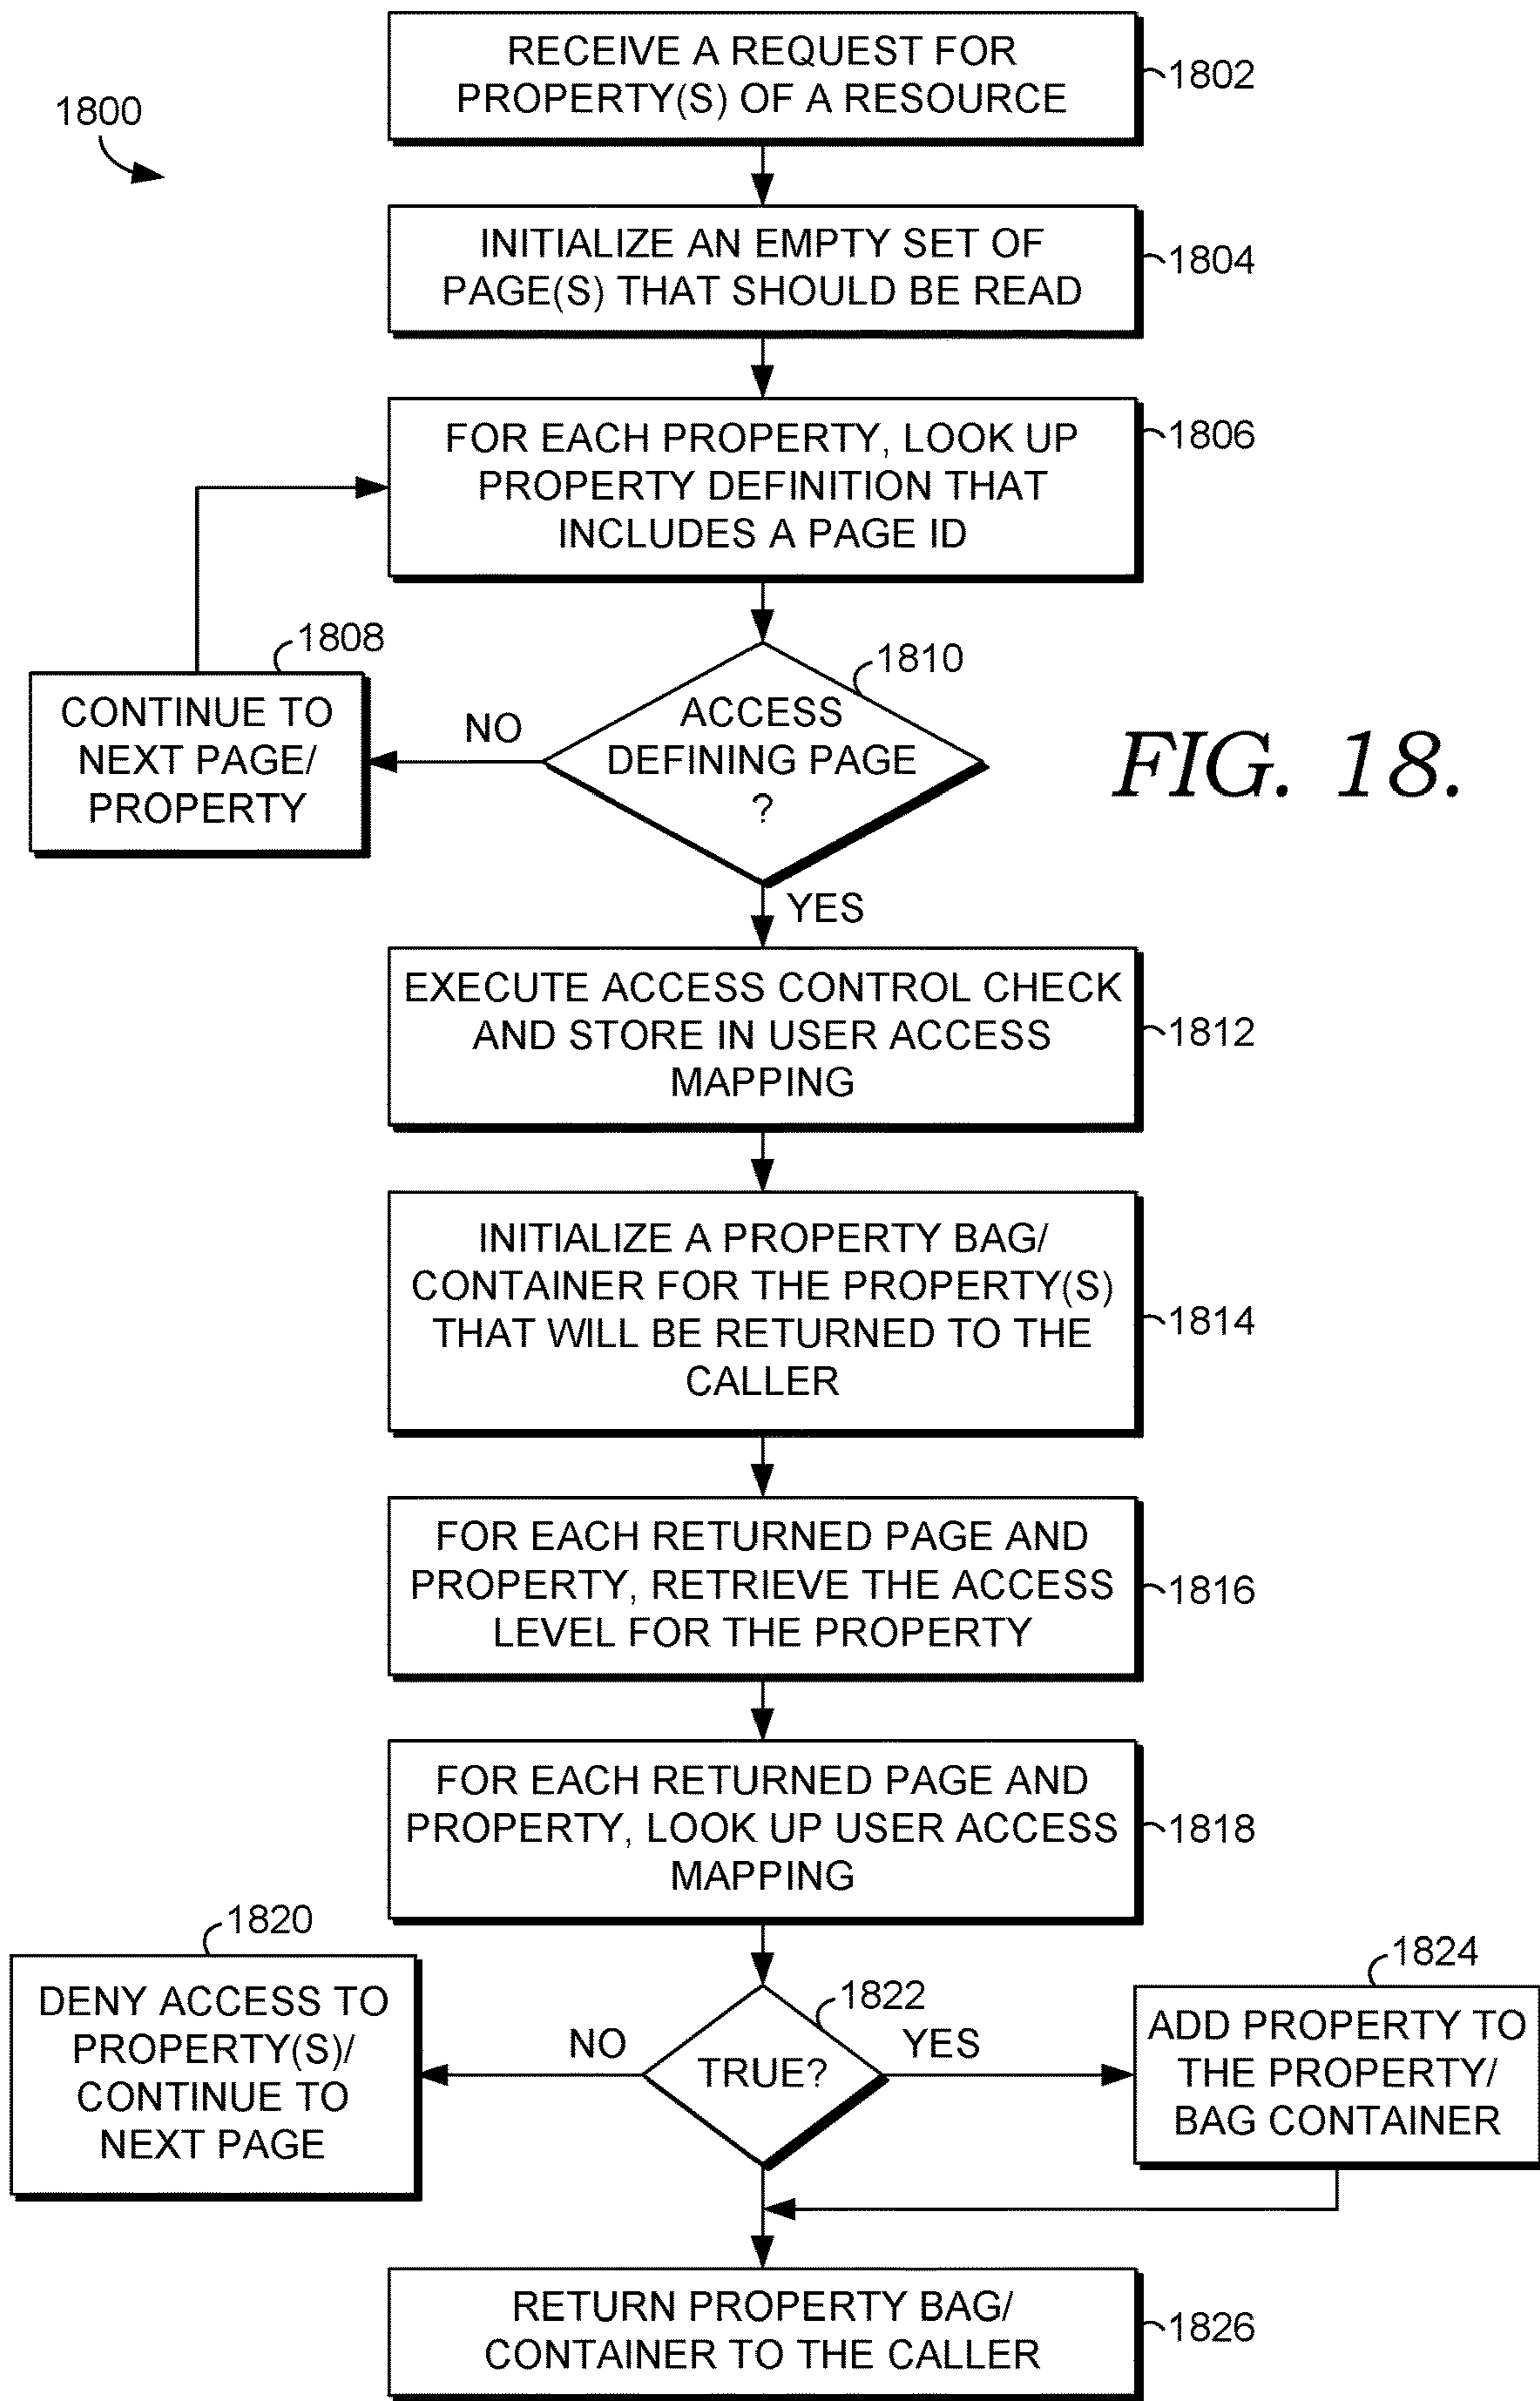 RECEIVE A REQUEST FOR
PROPERTY(S) OF A RESOURCE
1802
1800
INITIALIZE AN EMPTY SET OF
PAGE(S) THAT SHOULD BE READ
1804
FOR EACH PROPERTY, LOOK UP
PROPERTY DEFINITION THAT
INCLUDES A PAGE ID
1806
1808
CONTINUE TO
NEXT PAGE/
PROPERTY
NO
1810
ACCESS
DEFINING PAGE
?
FIG. 18.
YES
EXECUTE ACCESS CONTROL CHECK
AND STORE IN USER ACCESS
MAPPING
1812
INITIALIZE A PROPERTY BAG/
CONTAINER FOR THE PROPERTY(S)
THAT WILL BE RETURNED TO THE
CALLER
1814
FOR EACH RETURNED PAGE AND
PROPERTY, RETRIEVE THE ACCESS
LEVEL FOR THE PROPERTY
1816
FOR EACH RETURNED PAGE AND
PROPERTY, LOOK UP USER ACCESS
MAPPING
1818
1820
DENY ACCESS TO
PROPERTY(S)/
CONTINUE TO
NEXT PAGE
NO
1822
TRUE?
YES
1824
ADD PROPERTY TO
THE PROPERTY/
BAG CONTAINER
RETURN PROPERTY BAG/
CONTAINER TO THE CALLER
1826